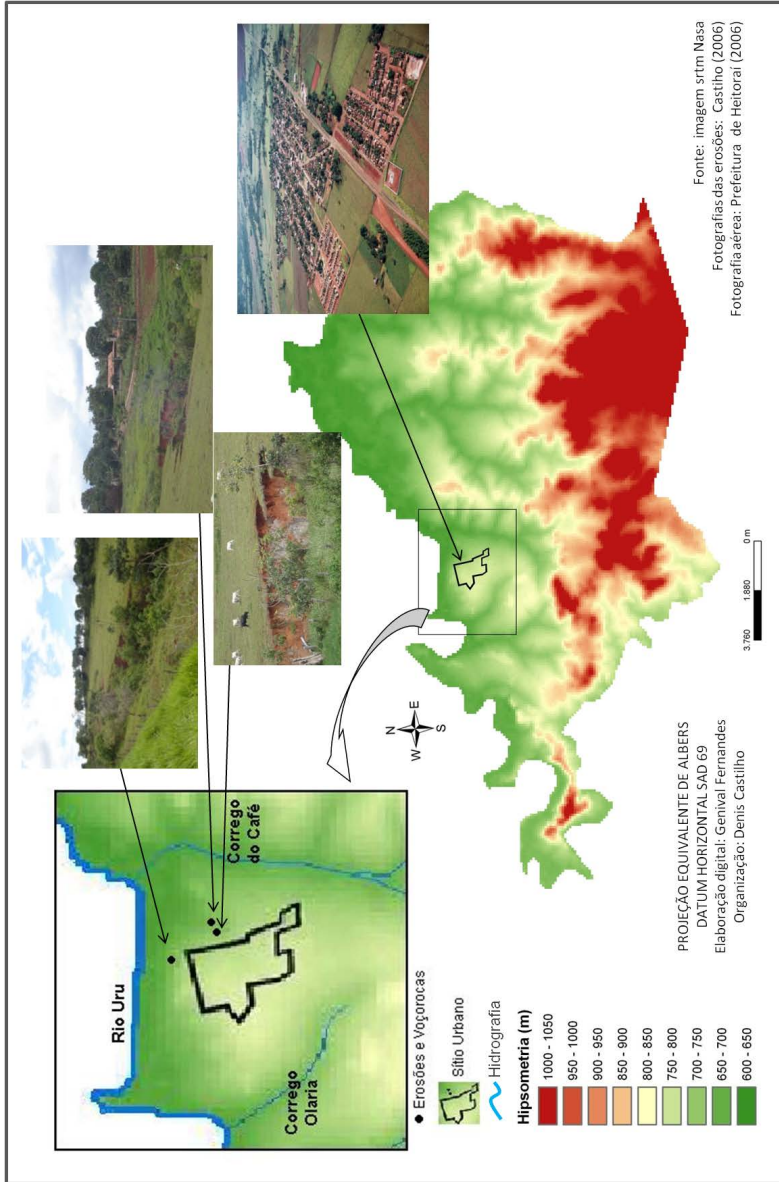 Rio Uru
Corrego
do Café
Corrego
Olaria
Erosões e Voçorocas
Sítio Urbano
Hidrografia
Hipsometria (m)
1000 - 1050
950 - 1000
900 - 950
850 - 900
800 - 850
750 - 800
700 - 750
650 - 700
600 - 650
N
W E
S
PROJEÇÃO EQUIVALENTE DE ALBERS
DATUM HORIZONTAL SAD 69
Elaboração digital: Genival Fernandes
Organização: Denis Castilho
3.760 1.880 0 m
Fonte: imagem srtm Nasa
Fotografias das erosões: Castiho (2006)
Fotografia aérea: Prefeitura de Heitoraí (2006)